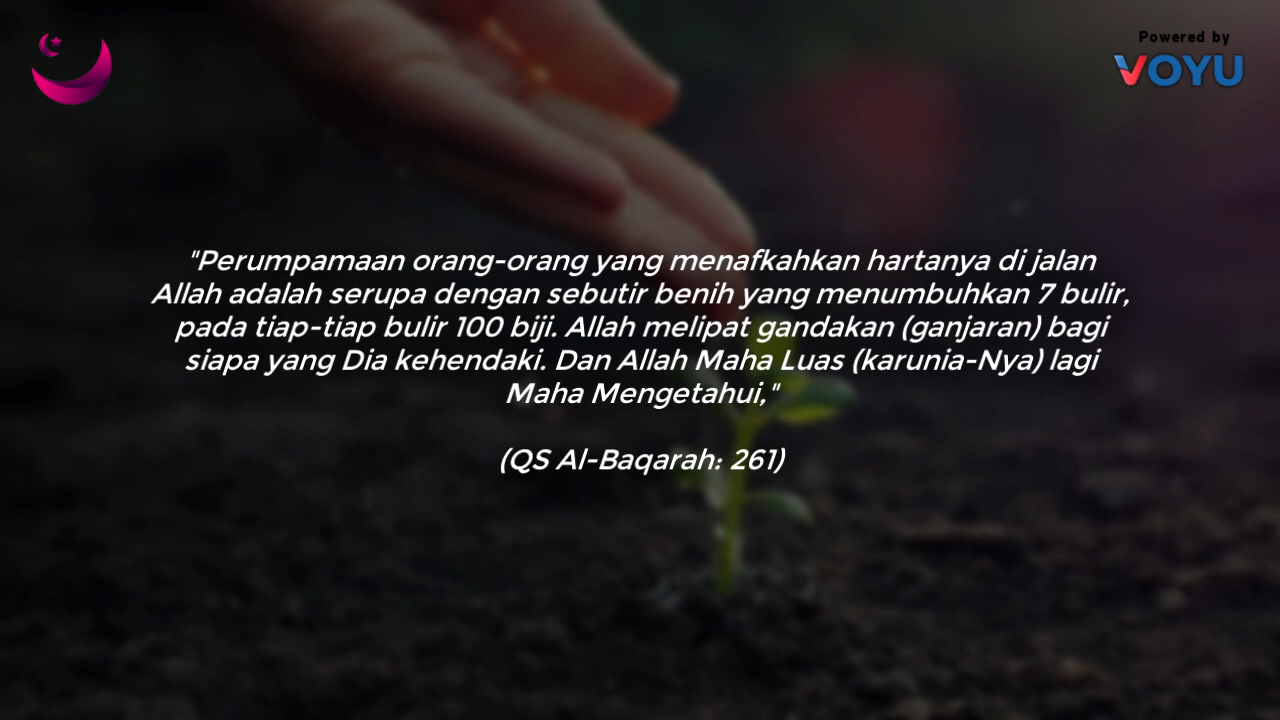 Powered by
VOYU
"Perumpamaan orang-orang yang menafkahkan hartanya di jalan
Allah adalah serupa dengan sebutir benih yang menumbuhkan 7 bulir,
pada tiap-tiap bulir 100 biji. Allah melipat gandakan (ganjaran) bagi
siapa yang Dia kehendaki. Dan Allah Maha Luas (karunia-Nya) lagi
Maha Mengetahui,"
(QS Al-Baqarah: 261)